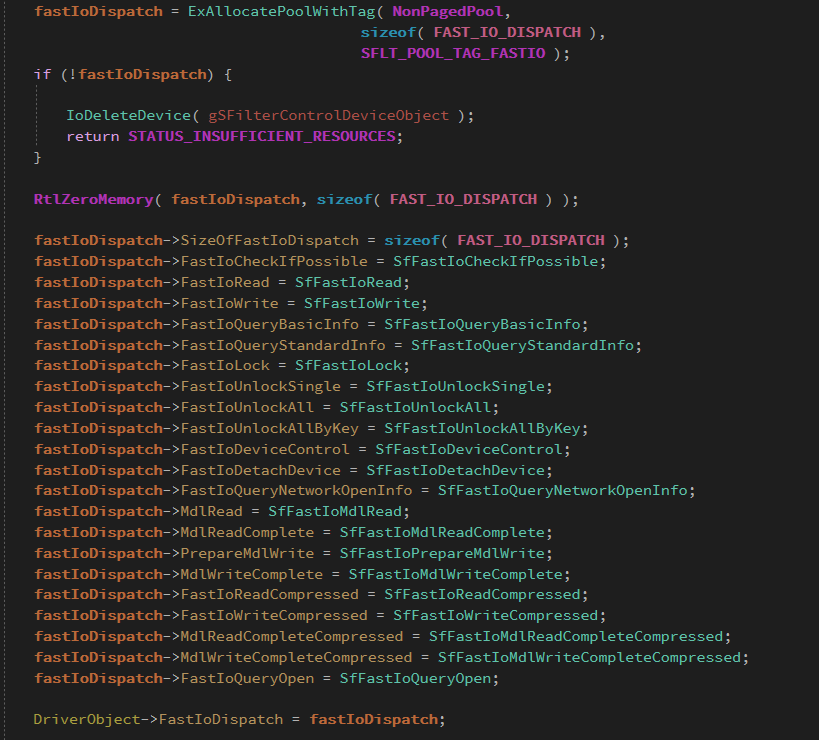 fastIoDispatch = ExAllocatePoolWithTag( NonPagedPool,
sizeof( FAST_IO_DISPATCH ),
SFLT_POOL_TAG_FASTIO );
if (!fastIoDispatch) {
IoDeleteDevice( gSFilterControlDeviceObject );
return STATUS_INSUFFICIENT_RESOURCES;
}
RtlZeroMemory( fastIoDispatch, sizeof( FAST_IO_DISPATCH ) );
fastIoDispatch->SizeOfFastIoDispatch = sizeof( FAST_IO_DISPATCH );
fastIoDispatch->FastIoCheckIfPossible = SfFastIoCheckIfPossible;
fastIoDispatch->FastIoRead = SfFastIoRead;
fastIoDispatch->FastIoWrite = SfFastIoWrite;
fastIoDispatch->FastIoQueryBasicInfo = SfFastIoQueryBasicInfo;
fastIoDispatch->FastIoQueryStandardInfo = SfFastIoQueryStandardInfo;
fastIoDispatch->FastIoLock = SfFastIoLock;
fastIoDispatch->FastIoUnlockSingle = SfFastIoUnlockSingle;
fastIoDispatch->FastIoUnlockAll = SfFastIoUnlockAll;
fastIoDispatch->FastIoUnlockAllByKey = SfFastIoUnlockAllByKey;
fastIoDispatch->FastIoDeviceControl = SfFastIoDeviceControl;
fastIoDispatch->FastIoDetachDevice = SfFastIoDetachDevice;
fastIoDispatch->FastIoQueryNetworkOpenInfo = SfFastIoQueryNetworkOpenInfo;
fastIoDispatch->MdlRead = SfFastIoMdlRead;
fastIoDispatch->MdlReadComplete = SfFastIoMdlReadComplete;
fastIoDispatch->PrepareMdlWrite = SfFastIoPrepareMdlWrite;
fastIoDispatch->MdlWriteComplete = SfFastIoMdlWriteComplete;
fastIoDispatch->FastIoReadCompressed = SfFastIoReadCompressed;
fastIoDispatch->FastIoWriteCompressed = SfFastIoWriteCompressed;
fastIoDispatch->MdlReadCompleteCompressed = SfFastIoMdlReadCompleteCompressed;
fastIoDispatch->MdlWriteCompleteCompressed = SfFastIoMdlWriteCompleteCompressed;
fastIoDispatch->FastIoQueryOpen = SfFastIoQueryOpen;
DriverObject->FastIoDispatch = fastIoDispatch;